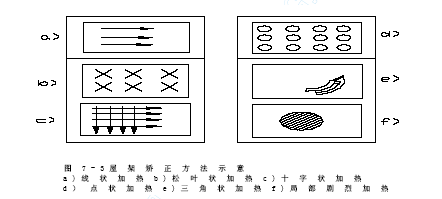 a>
b>
d>
e>
f>
图 7-5屋 架 矫 正 方 法 示 意
a) 线 状 加 热 b) 松 叶 状 加 热 c) 十 字 状 加 热
d) 点 状 加 热 e) 三 角 状 加 热 f) 局 部 剧 烈 加 热